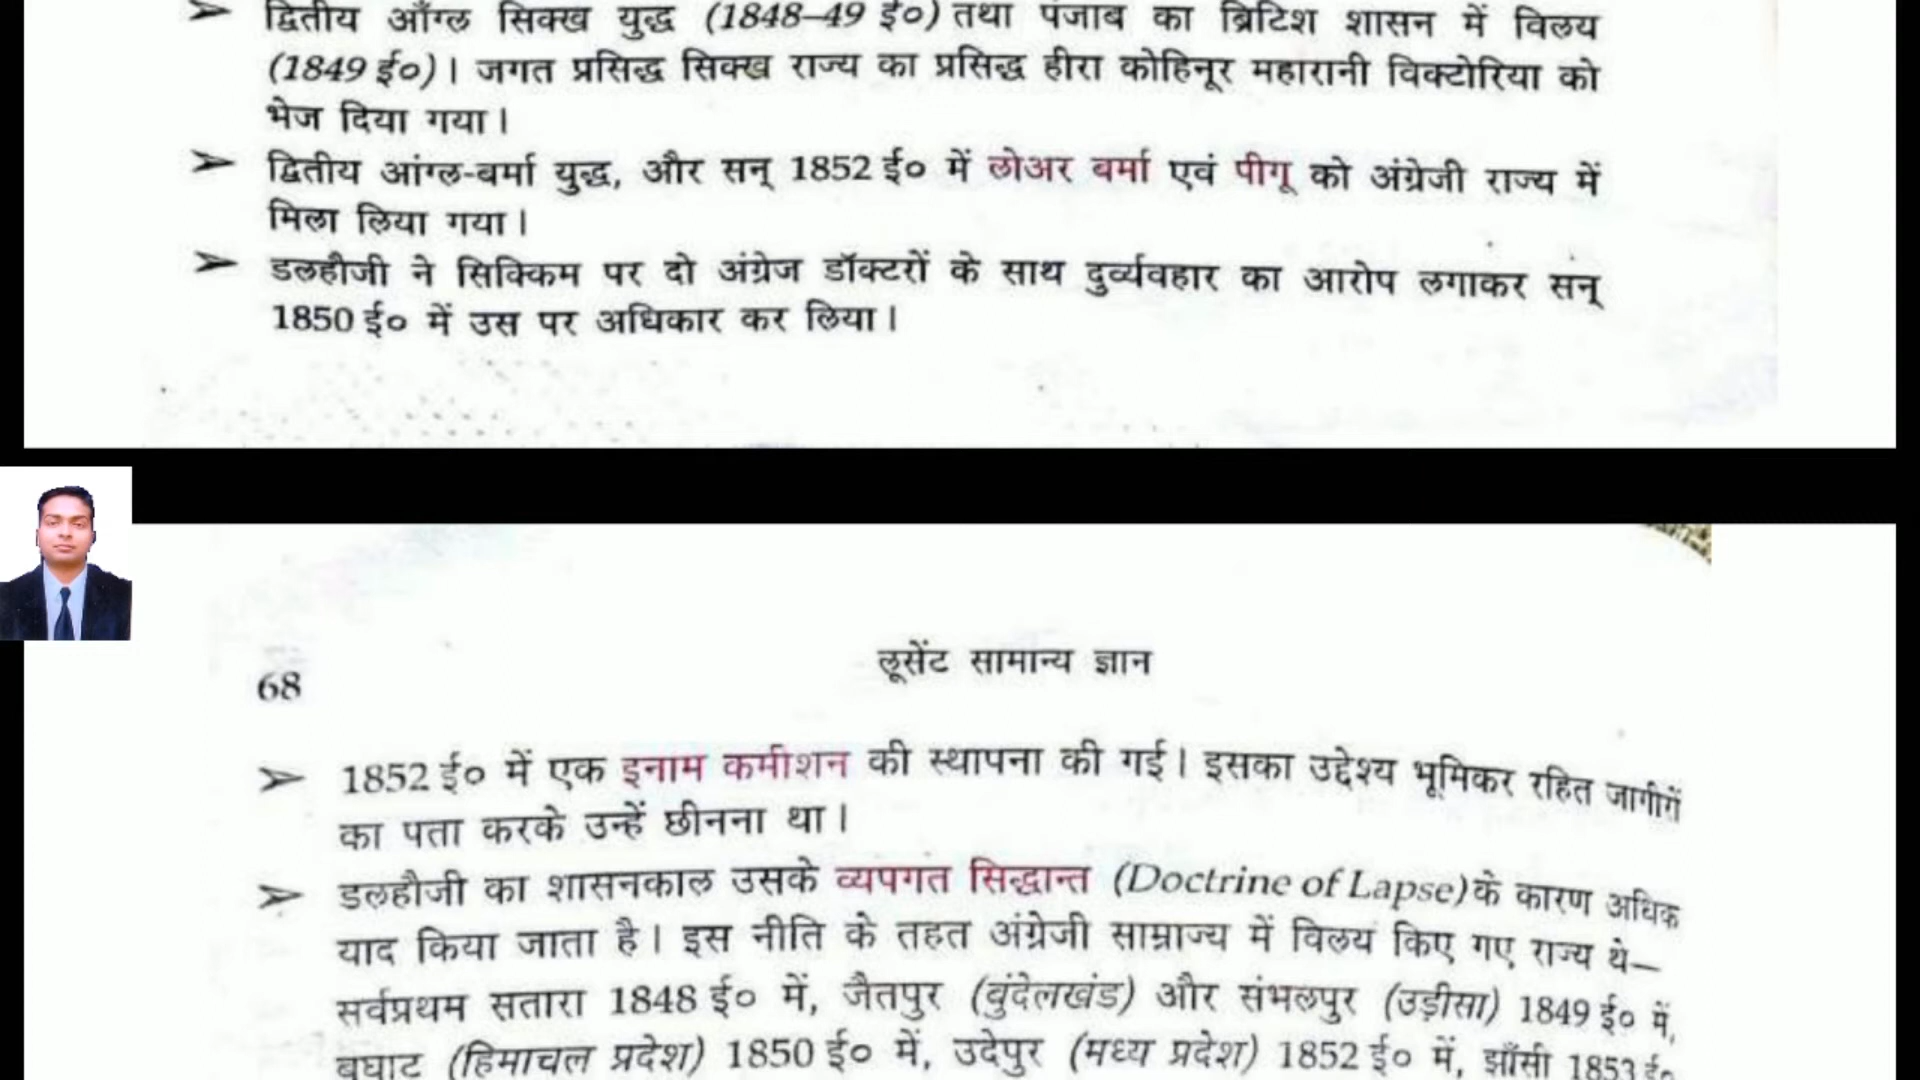 द्वितीय आँग्ल सिक्ख युद्ध (1848–49 ई०) तथा पंजाब का ब्रिटिश शासन में विलय
(1849 ई०)। जगत प्रसिद्ध सिक्ख राज्य का प्रसिद्ध हीरा कोहिनूर महारानी विक्टोरिया को
भेज दिया गया।
द्वितीय आंग्ल-बर्मा युद्ध, और सन् 1852 ई० में लोअर बर्मा एवं पीगू को अंग्रेजी राज्य में
मिला लिया गया।
डलहौजी ने सिक्किम पर दो अंग्रेज डॉक्टरों के साथ दुर्व्यवहार का आरोप लगाकर सन्
1850 ई० में उस पर अधिकार कर लिया।
लूसेंट सामान्य ज्ञान
68
1852 ई० में एक इनाम कमीशन की स्थापना की गई। इसका उद्देश्य भूमिकर रहित जागीरों
का पता करके उन्हें छीनना था।
डलहौजी का शासनकाल उसके व्यपगत सिद्धान्त (Doctrine of Lapse) के कारण अधिक
याद किया जाता है। इस नीति के तहत अंग्रेजी साम्राज्य में विलय किए गए राज्य थे—
सर्वप्रथम सतारा 1848 ई० में, जैतपुर (बुंदेलखंड) और संभलपुर (उड़ीसा) 1849 ई० में,
बघाट (हिमाचल प्रदेश) 1850 ई० में, उदेपुर (मध्य प्रदेश) 1852 ई० में, झाँसी 1853 ई०